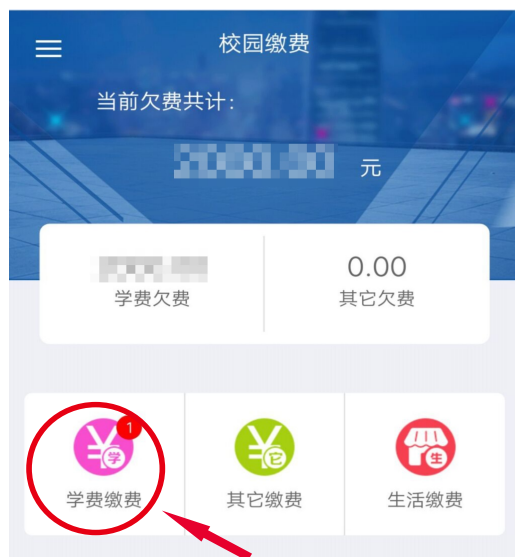 校园缴费
当前欠费共计:
元
0.00
学费欠费
其它欠费
1
学
它
生
学费缴费
其它缴费
生活缴费